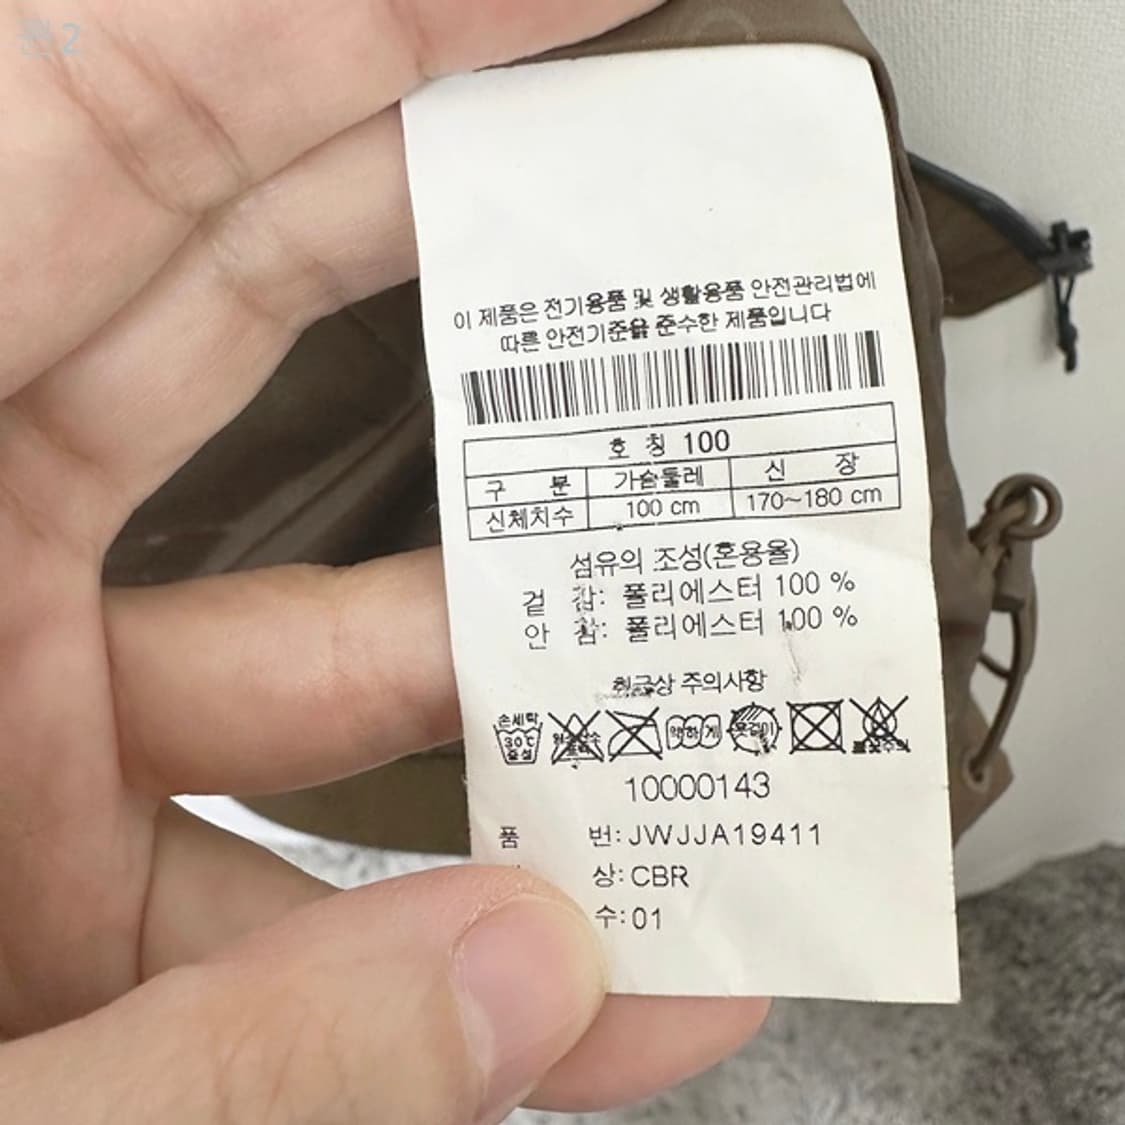 이 제품은 전기용품 및 생활용품 안전관리법에
따른 안전기준을 준수한 제품입니다
호 칭 100
구 분 가슴둘레 신 장
신체치수 100 cm 170~180 cm
섬유의 조성(혼용율)
겉 감: 폴리에스터 100 %
안 감: 폴리에스터 100 %
취급상 주의사항
손세탁 30℃ 중성 약하게 옷걸이
10000143
품 번: JWJJA19411
상: CBR
수: 01